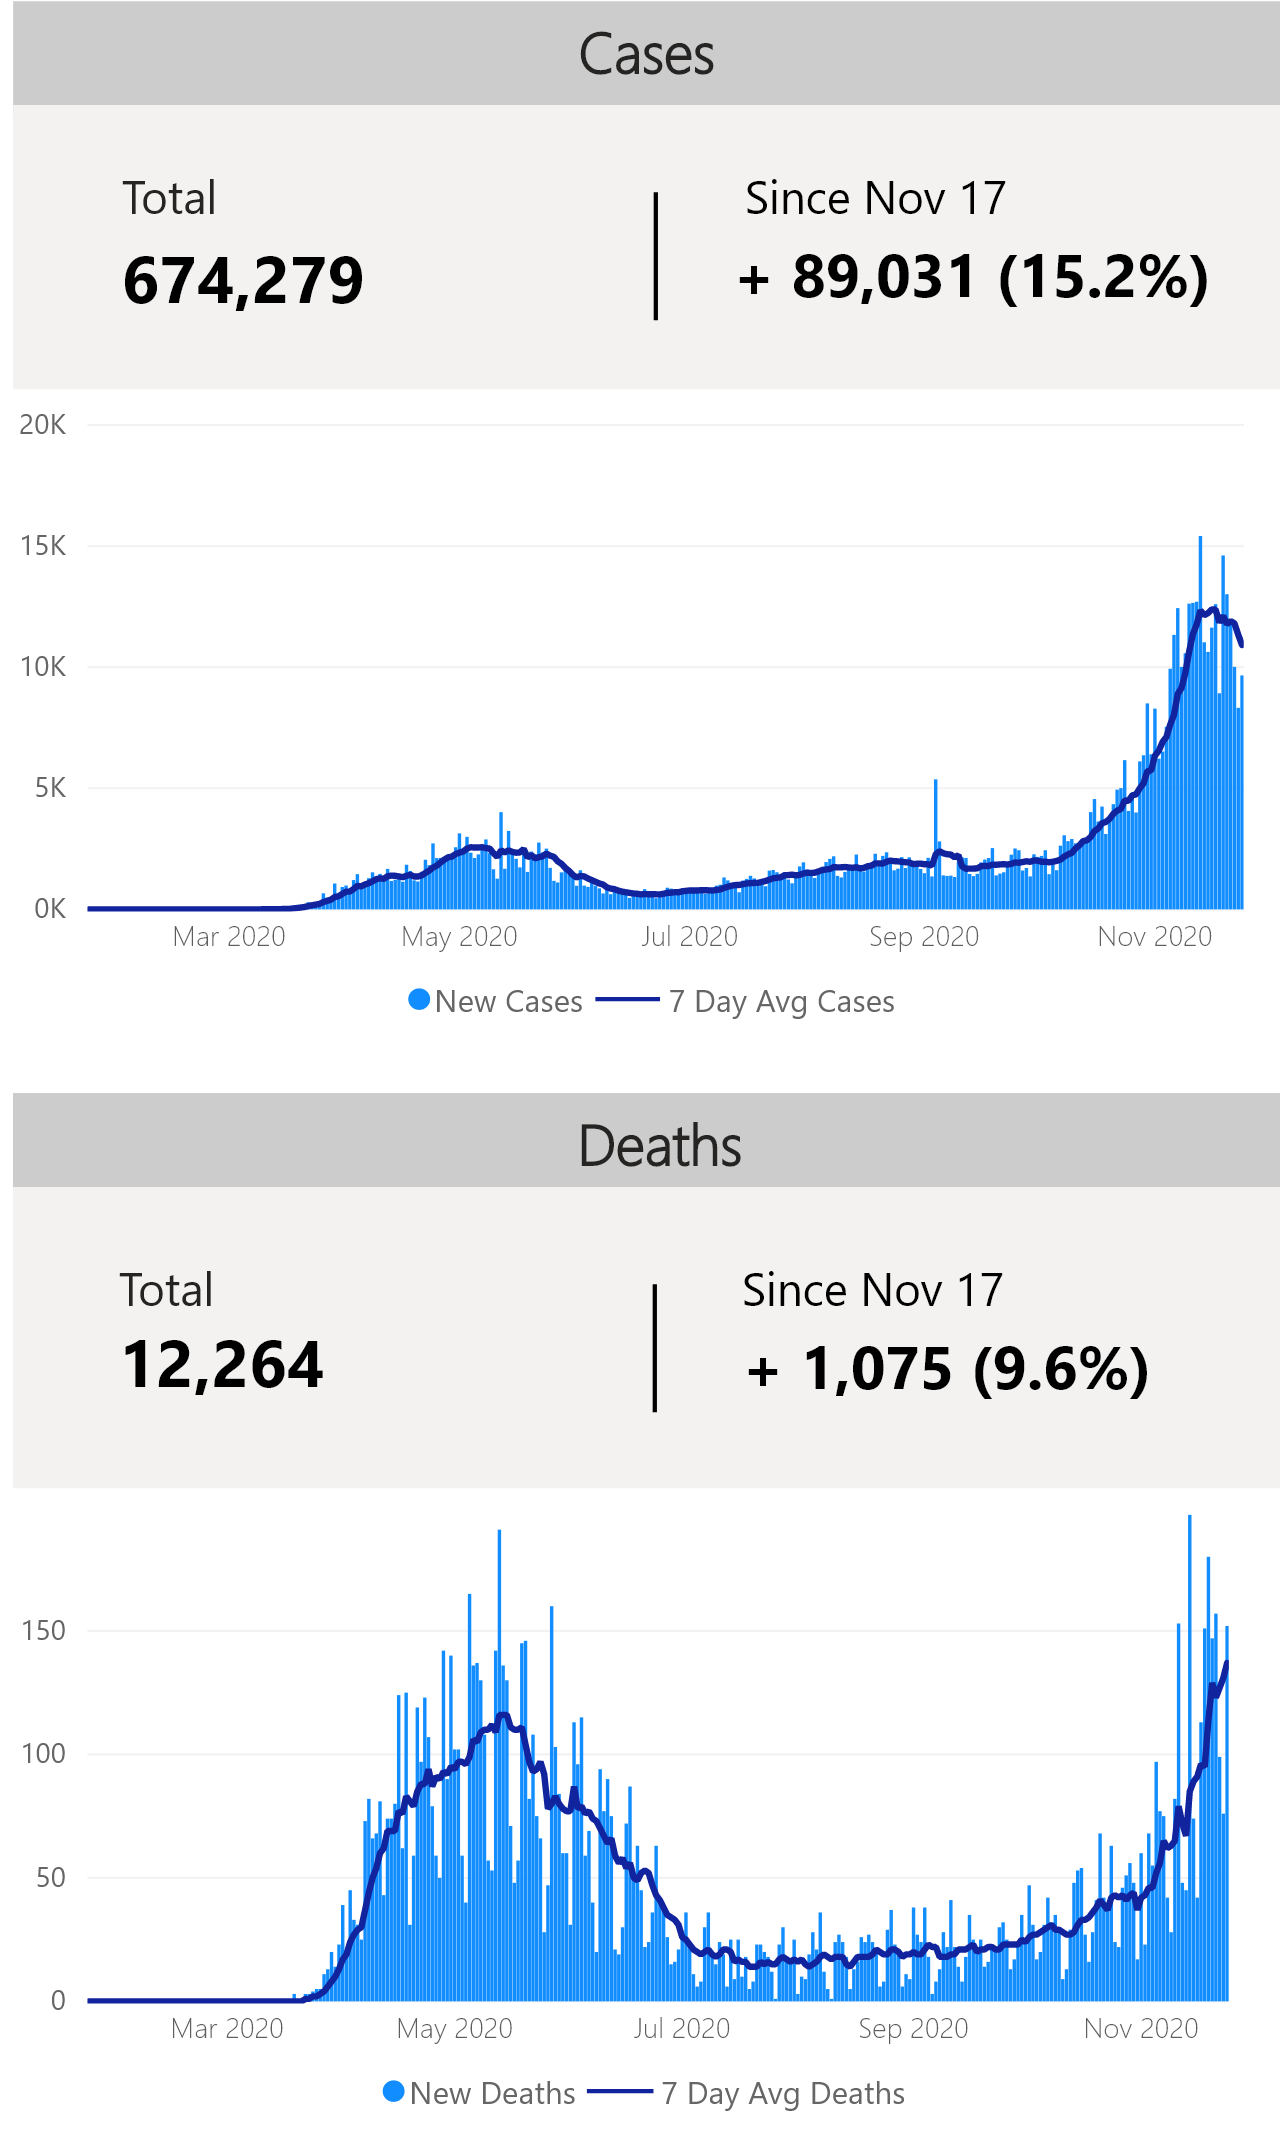 Cases
Total
Since Nov 17
674,279
+ 89,031 (15.2%)
20K
15K
10K
5K
0K
Mar 2020
May 2020
Jul 2020
Sep 2020
Nov 2020
New Cases
7 Day Avg Cases
Deaths
Total
Since Nov 17
12,264
+ 1,075 (9.6%)
150
100
50
0
Mar 2020
May 2020
Jul 2020
Sep 2020
Nov 2020
New Deaths
7 Day Avg Deaths